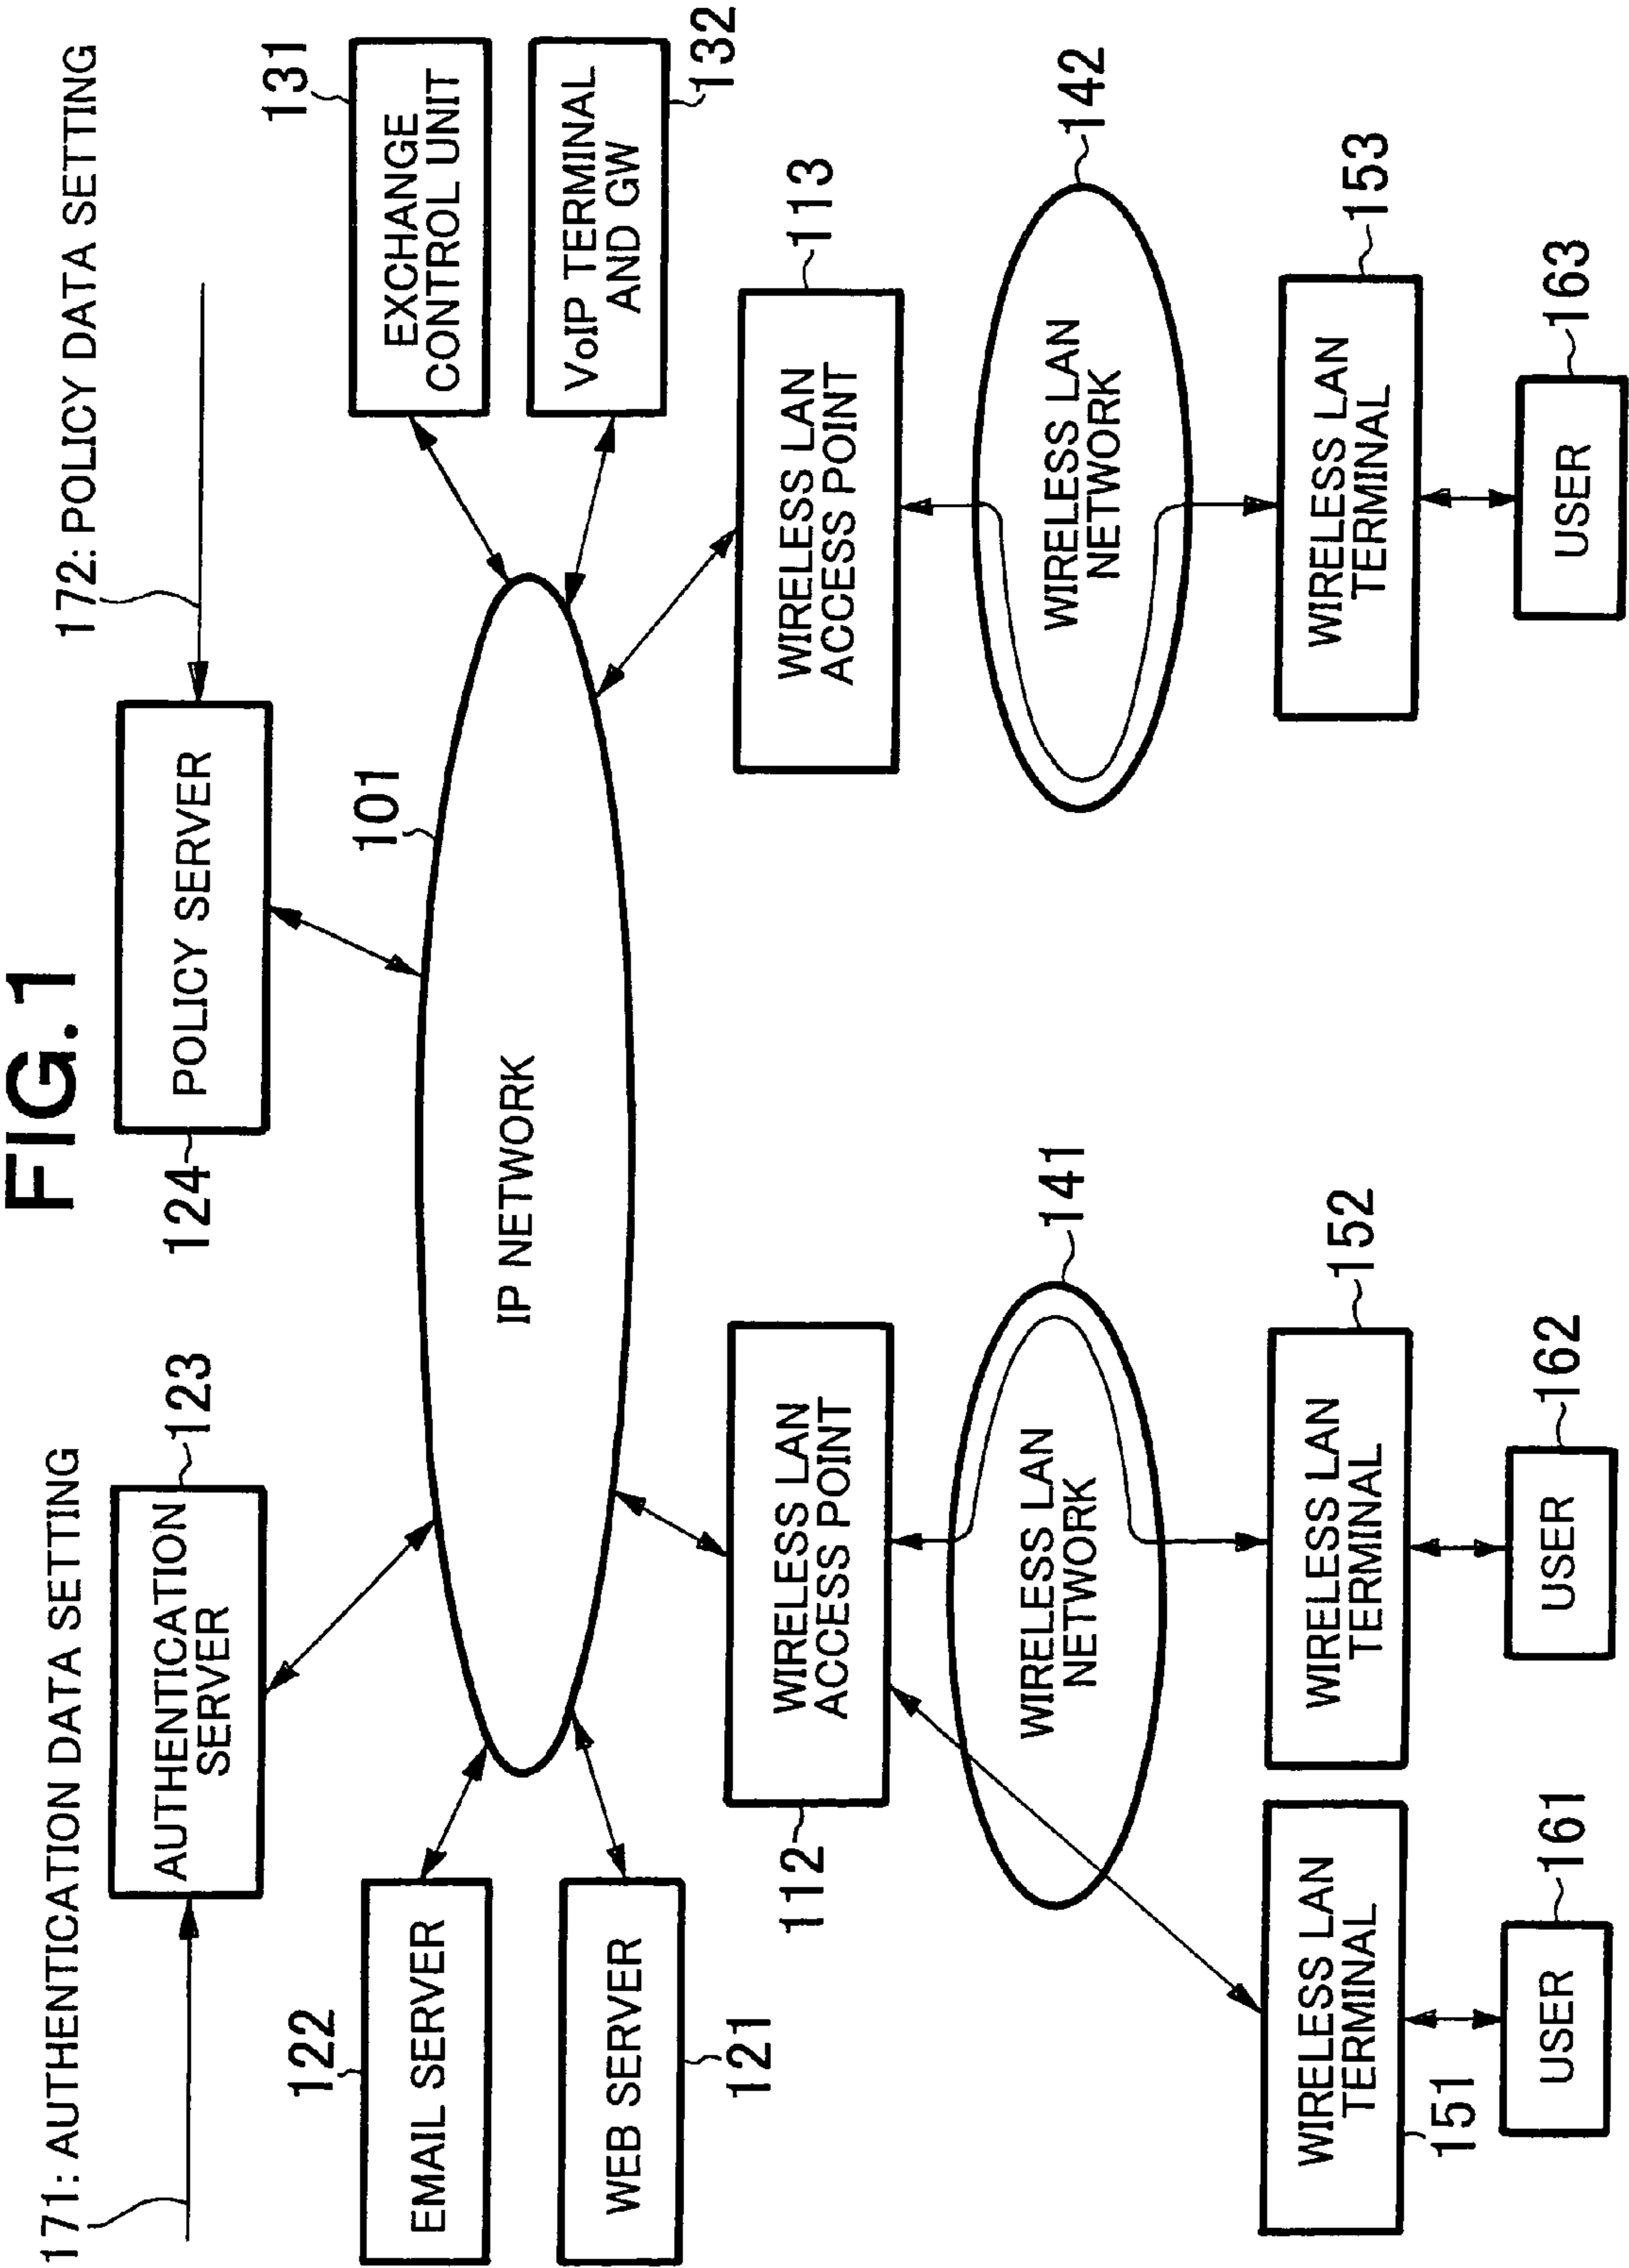 FIG.1
171: AUTHENTICATION DATA SETTING
172: POLICY DATA SETTING
123
AUTHENTICATION
SERVER
124
POLICY SERVER
122
EMAIL SERVER
101
131
EXCHANGE
CONTROL UNIT
IP NETWORK
WEB SERVER
121
VoIP TERMINAL
AND GW
132
112
WIRELESS LAN
ACCESS POINT
113
WIRELESS LAN
ACCESS POINT
141
WIRELESS LAN
NETWORK
142
WIRELESS LAN
NETWORK
151
WIRELESS LAN
TERMINAL
152
WIRELESS LAN
TERMINAL
153
WIRELESS LAN
TERMINAL
161
USER
162
USER
163
USER